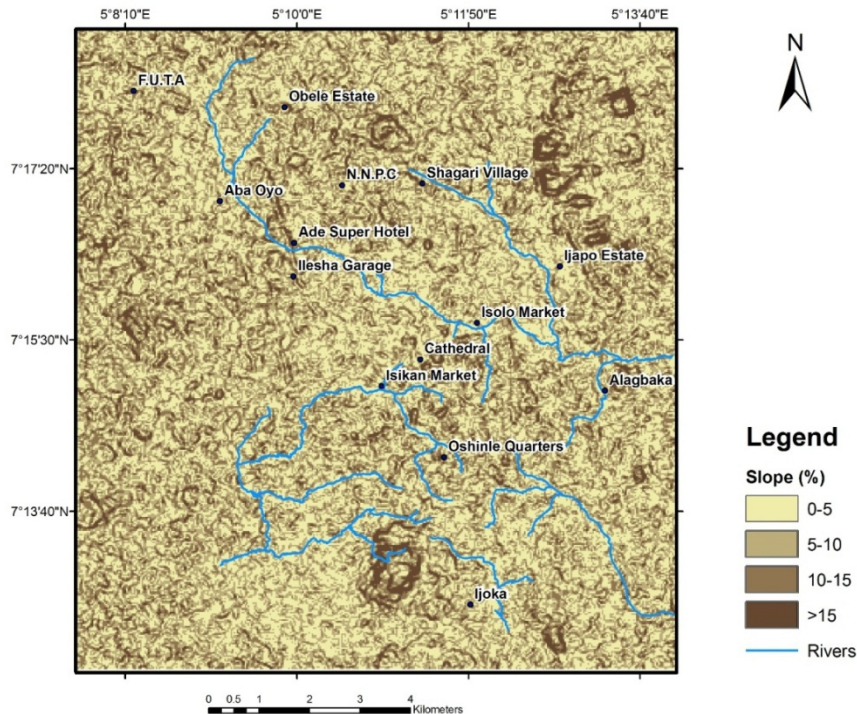 5°8'10"E 5°10'0"E 5°11'50"E 5°13'40"E
N
F.U.T.A
Obele Estate
7°17'20"N
N.N.P.C
Shagari Village
Aba Oyo
Ade Super Hotel
Ijapo Estate
Ilesha Garage
Isolo Market
7°15'30"N
Cathedral
Isikan Market
Alagbaka
Oshinle Quarters
7°13'40"N
Ijoka
Legend
Slope (%)
0-5
5-10
10-15
>15
Rivers
0 0.5 1 2 3 4
Kilometers